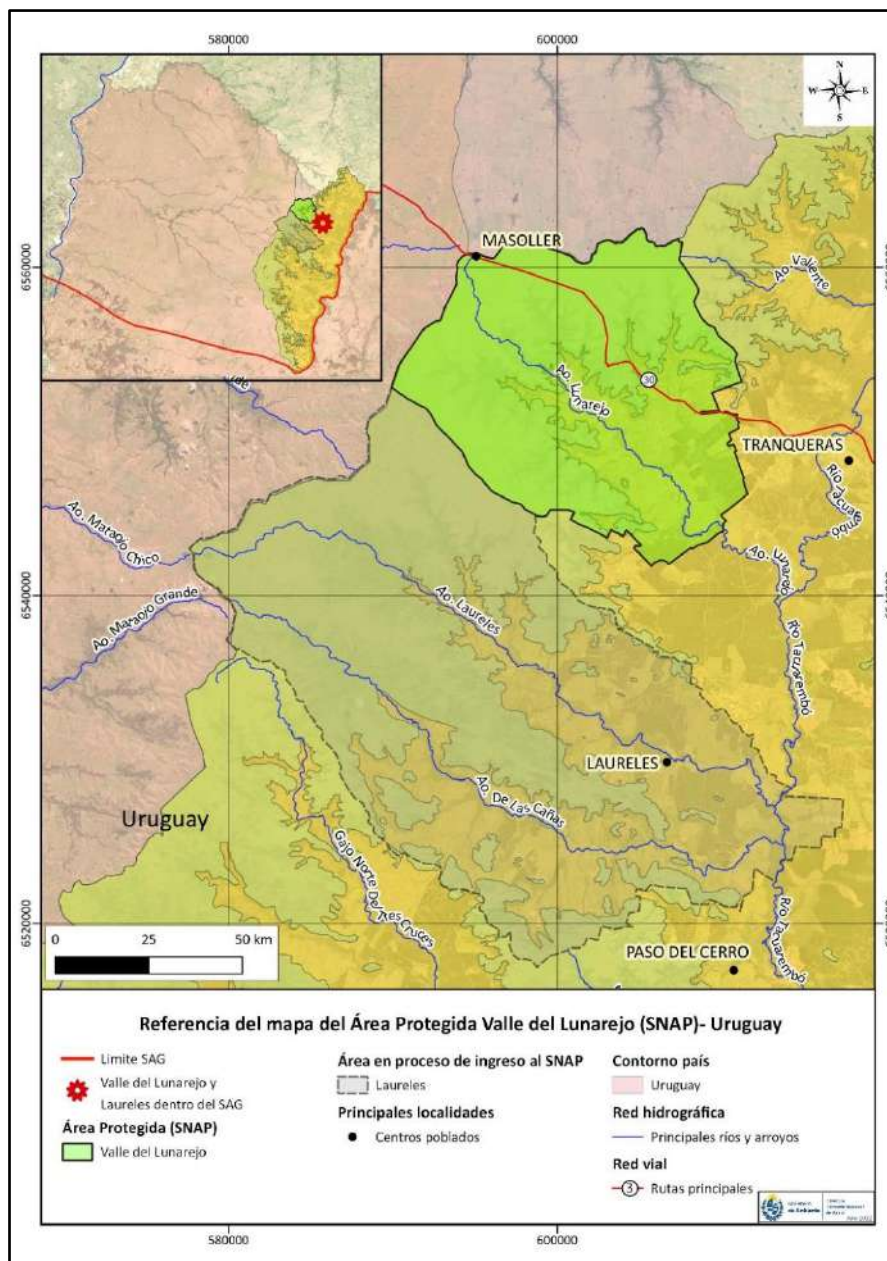 580000
600000
N
W E
S
MASOLLER
6560000
Ao. Valente
30
Ao. Lunarejo
TRANQUERAS
Río Tacuarembó
Ao. Mataojo Chico
Ao. Lunarejo
6540000
Ao. Mataojo Grande
Ao. Laureles
Río Tacuarembó
LAURELES
Uruguay
Ao. De Las Cañas
Gajo Norte De Tres Cruces
6520000
Río Tacuarembó
0 25 50 km
PASO DEL CERRO
Referencia del mapa del Área Protegida Valle del Lunarejo (SNAP)- Uruguay
Limite SAG
Valle del Lunarejo y
Laureles dentro del SAG
Área Protegida (SNAP)
Valle del Lunarejo
Área en proceso de ingreso al SNAP
Laureles
Principales localidades
Centros poblados
Contorno país
Uruguay
Red hidrográfica
Principales ríos y arroyos
Red vial
3 Rutas principales
de Ambiente
580000
600000